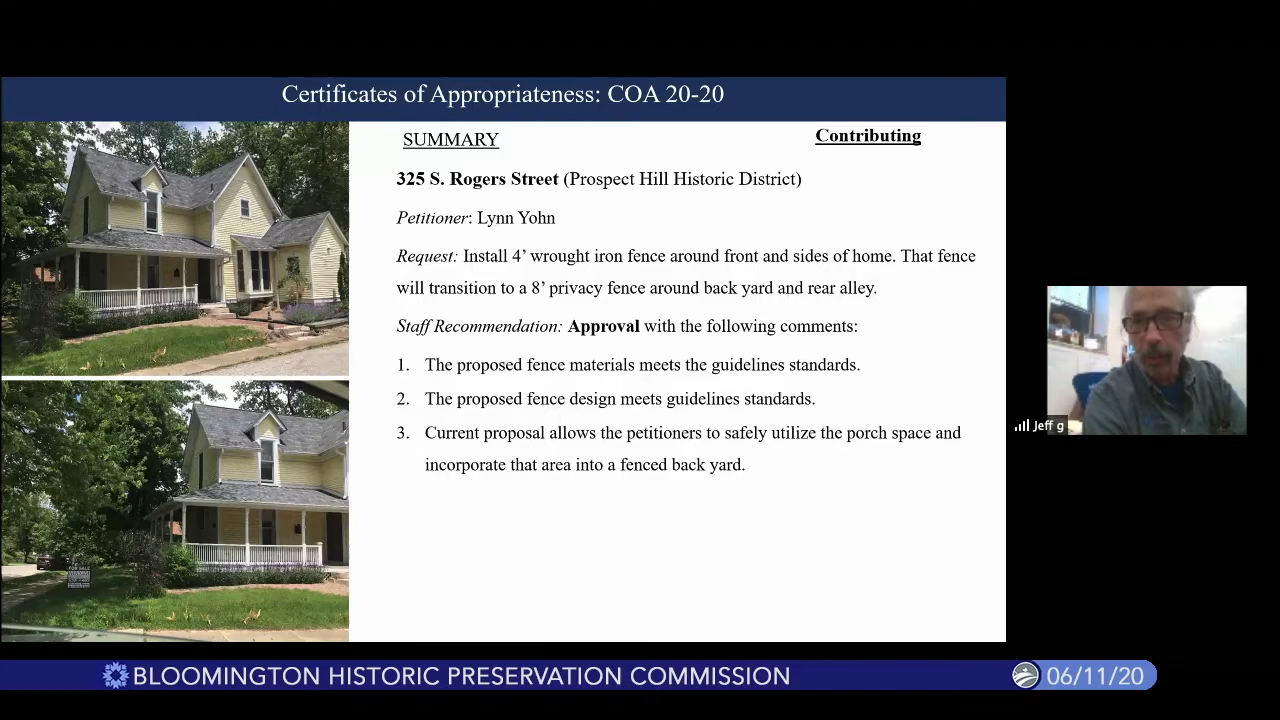 Certificates of Appropriateness: COA 20-20
SUMMARY
Contributing
325 S. Rogers Street (Prospect Hill Historic District)
Petitioner: Lynn Yohn
Request: Install 4’ wrought iron fence around front and sides of home. That fence
will transition to a 8’ privacy fence around back yard and rear alley.
Staff Recommendation: Approval with the following comments:
1. The proposed fence materials meets the guidelines standards.
2. The proposed fence design meets guidelines standards.
3. Current proposal allows the petitioners to safely utilize the porch space and
incorporate that area into a fenced back yard.
FOR SALE
Jeff g
BLOOMINGTON HISTORIC PRESERVATION COMMISSION
06/11/20